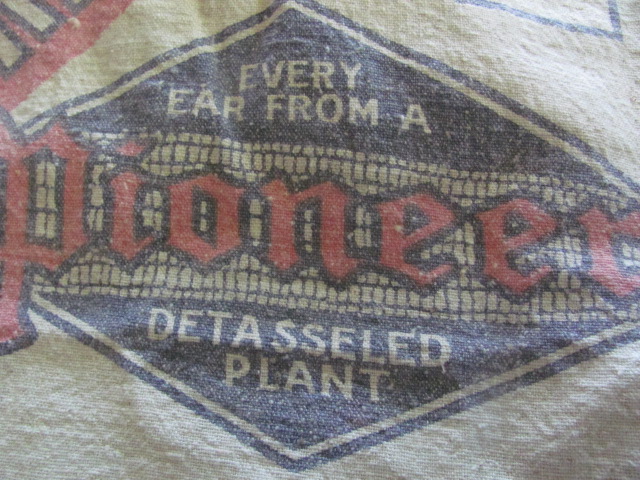 EVERY
EAR FROM A
Pioneer
DETASSELED
PLANT